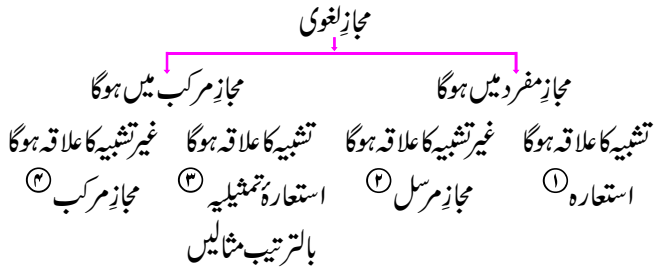 مجازِ لغوی
مجازِ مفرد میں ہوگا مجازِ مرکب میں ہوگا
تشبیہ کا علاقہ ہوگا غیر تشبیہ کا علاقہ ہوگا تشبیہ کا علاقہ ہوگا غیر تشبیہ کا علاقہ ہوگا
استعارہ ① مجازِ مرسل ② استعارۂ تمثیلیہ ③ مجازِ مرکب ④
بالترتیب مثالیں